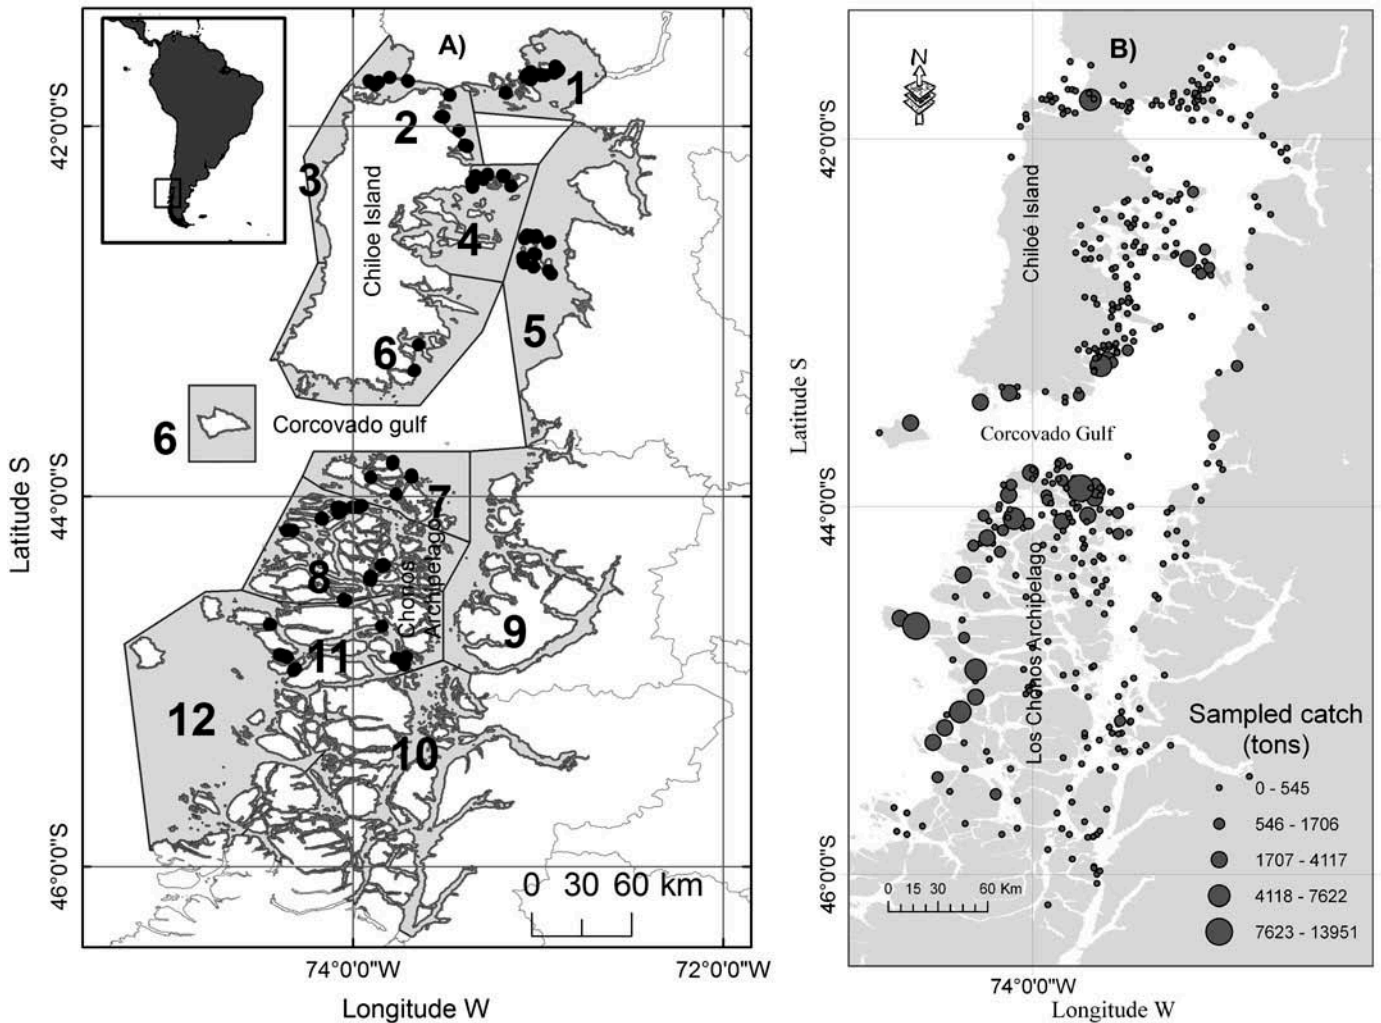 A)
1
2
3
4
5
6
6
7
8
9
10
11
12
Chiloe Island
Corcovado gulf
Chonos
Archipelago
0 30 60 km
42°0'0"S
44°0'0"S
46°0'0"S
Latitude S
74°0'0"W
72°0'0"W
Longitude W
B)
N
Chiloé Island
Corcovado Gulf
Los Chonos Archipelago
Sampled catch
(tons)
0 - 545
546 - 1706
1707 - 4117
4118 - 7622
7623 - 13951
0 15 30 60 Km
42°0'0"S
44°0'0"S
46°0'0"S
Latitude S
74°0'0"W
Longitude W